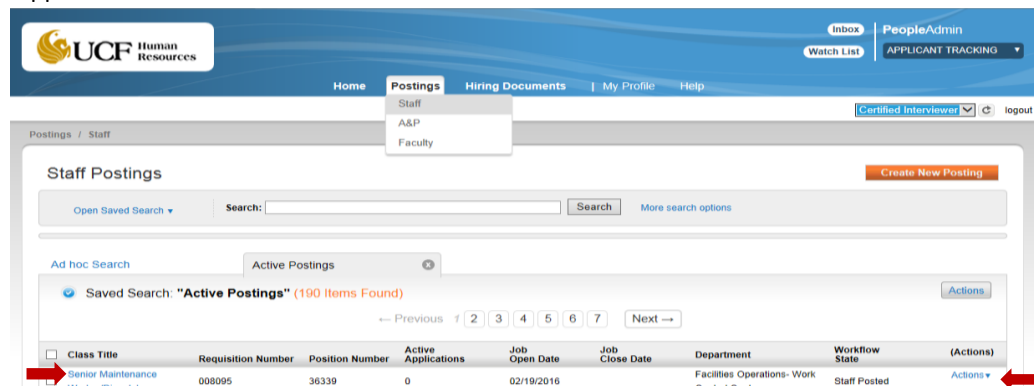 UCF Human Resources
Inbox PeopleAdmin
Watch List APPLICANT TRACKING
Home Postings Hiring Documents | My Profile Help
Staff
A&P
Faculty
Certified Interviewer logout
Postings / Staff
Staff Postings
Create New Posting
Open Saved Search Search: Search More search options
Ad hoc Search Active Postings
Saved Search: "Active Postings" (190 Items Found) Actions
← Previous 1 2 3 4 5 6 7 Next →
Class Title Requisition Number Position Number Active Applications Job Open Date Job Close Date Department Workflow State (Actions)
Senior Maintenance 008095 36339 0 02/19/2016 Facilities Operations- Work Staff Posted Actions